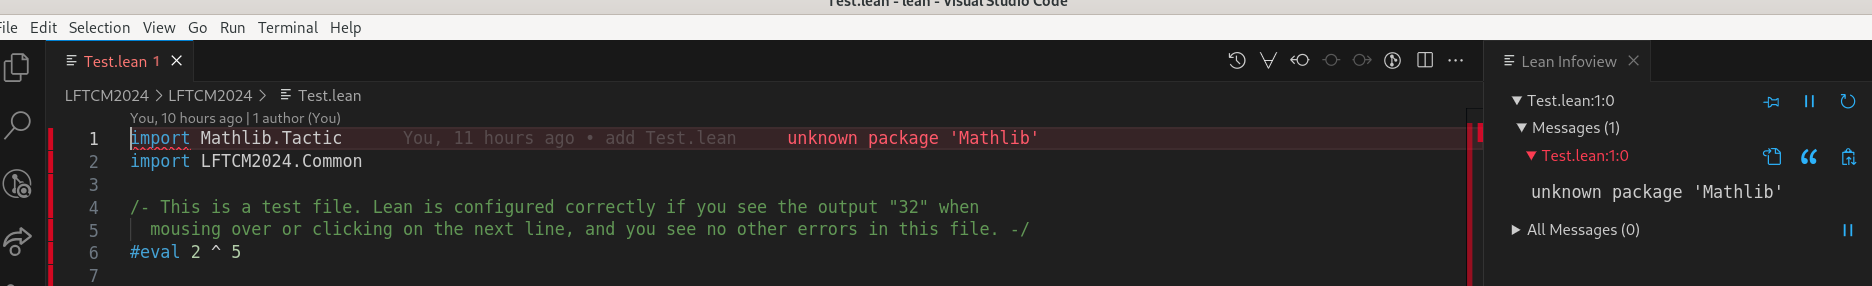 Test.lean - lean - Visual Studio Code
File Edit Selection View Go Run Terminal Help
Test.lean 1
Lean Infoview
LFTCM2024 > LFTCM2024 > Test.lean
Test.lean:1:0
You, 10 hours ago | 1 author (You)
Messages (1)
1 import Mathlib.Tactic You, 11 hours ago • add Test.lean unknown package 'Mathlib'
Test.lean:1:0
2 import LFTCM2024.Common
unknown package 'Mathlib'
3
4 /- This is a test file. Lean is configured correctly if you see the output "32" when
5 mousing over or clicking on the next line, and you see no other errors in this file. -/
All Messages (0)
6 #eval 2 ^ 5
7